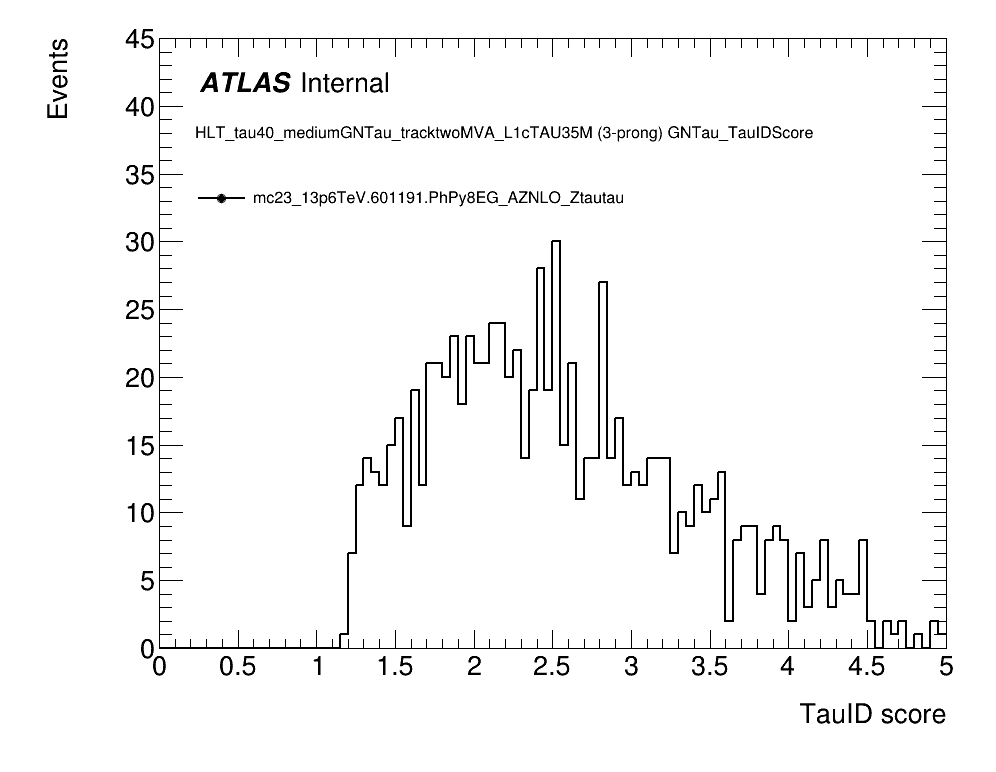 Events
45
40
35
30
25
20
15
10
5
0
ATLAS Internal
HLT_tau40_mediumGNTau_tracktwoMVA_L1cTAU35M (3-prong) GNTau_TauIDScore
mc23_13p6TeV.601191.PhPy8EG_AZNLO_Ztautau
0 0.5 1 1.5 2 2.5 3 3.5 4 4.5 5
TauID score